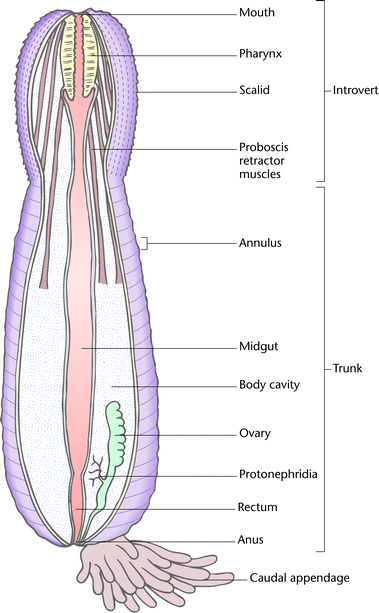 Mouth
Pharynx
Scalid
Introvert
Proboscis
retractor
muscles
Annulus
Midgut
Trunk
Body cavity
Ovary
Protonephridia
Rectum
Anus
Caudal appendage